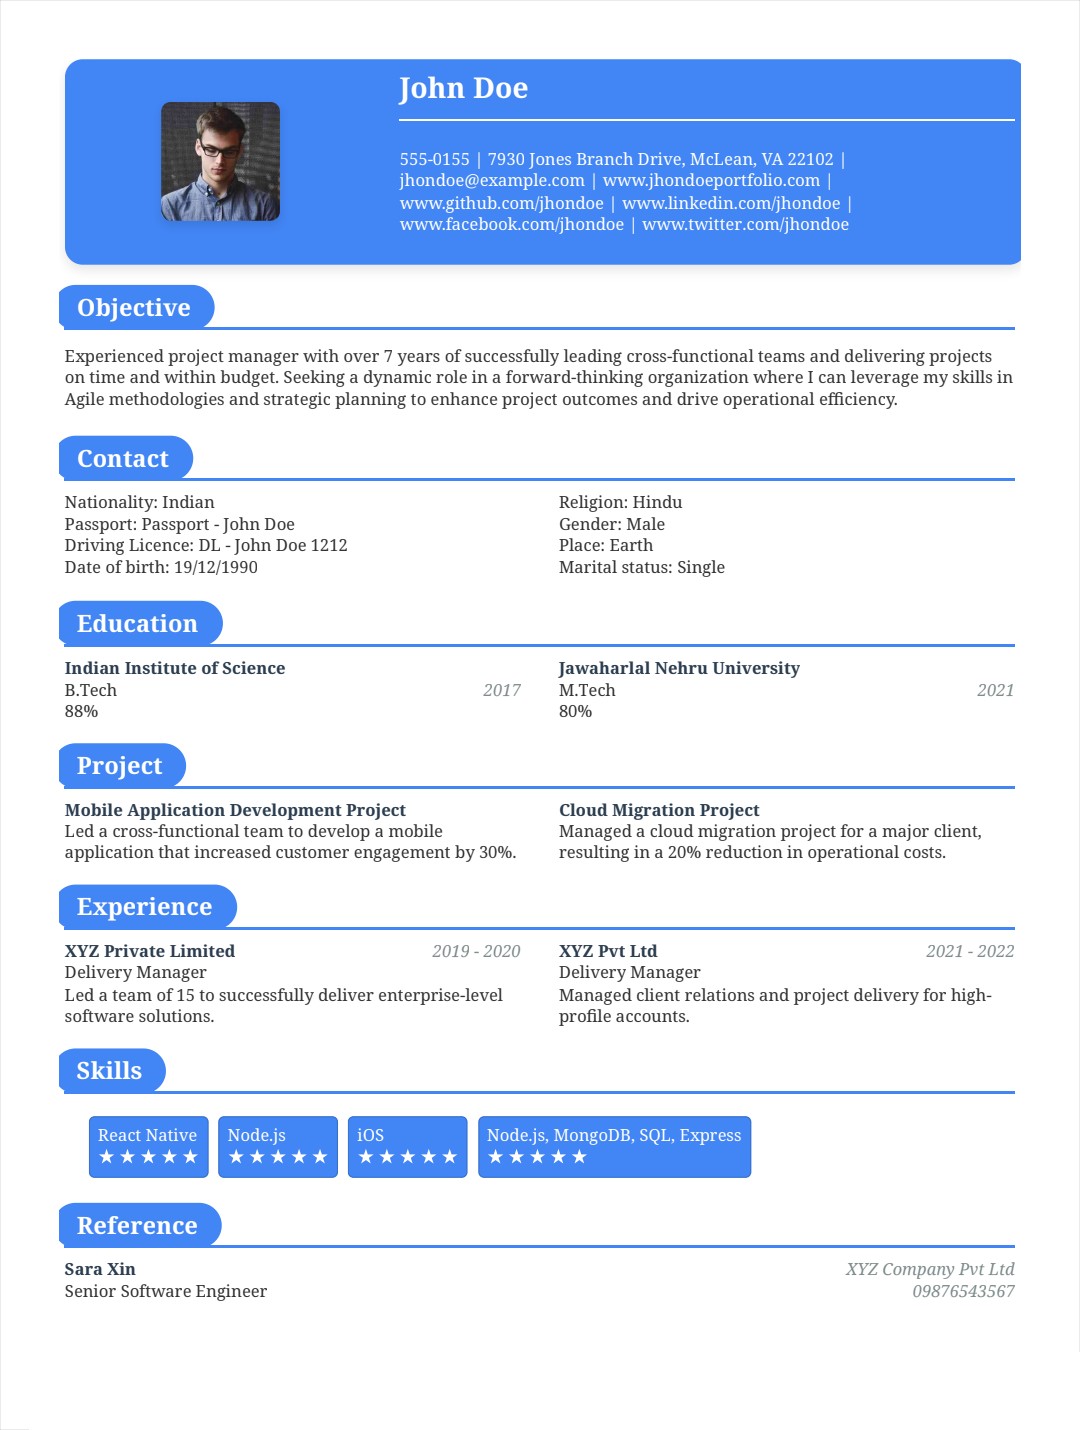 John Doe
555-0155 | 7930 Jones Branch Drive, McLean, VA 22102 |
jhondoe@example.com | www.jhondoeportfolio.com |
www.github.com/jhondoe | www.linkedin.com/jhondoe |
www.facebook.com/jhondoe | www.twitter.com/jhondoe
Objective
Experienced project manager with over 7 years of successfully leading cross-functional teams and delivering projects
on time and within budget. Seeking a dynamic role in a forward-thinking organization where I can leverage my skills in
Agile methodologies and strategic planning to enhance project outcomes and drive operational efficiency.
Contact
Nationality: Indian
Passport: Passport - John Doe
Driving Licence: DL - John Doe 1212
Date of birth: 19/12/1990
Religion: Hindu
Gender: Male
Place: Earth
Marital status: Single
Education
Indian Institute of Science
B.Tech 2017
88%
Jawaharlal Nehru University
M.Tech 2021
80%
Project
Mobile Application Development Project
Led a cross-functional team to develop a mobile
application that increased customer engagement by 30%.
Cloud Migration Project
Managed a cloud migration project for a major client,
resulting in a 20% reduction in operational costs.
Experience
XYZ Private Limited 2019 - 2020
Delivery Manager
Led a team of 15 to successfully deliver enterprise-level
software solutions.
XYZ Pvt Ltd 2021 - 2022
Delivery Manager
Managed client relations and project delivery for high-
profile accounts.
Skills
React Native
★ ★ ★ ★ ★
Node.js
★ ★ ★ ★ ★
iOS
★ ★ ★ ★ ★
Node.js, MongoDB, SQL, Express
★ ★ ★ ★ ★
Reference
Sara Xin XYZ Company Pvt Ltd
Senior Software Engineer 09876543567